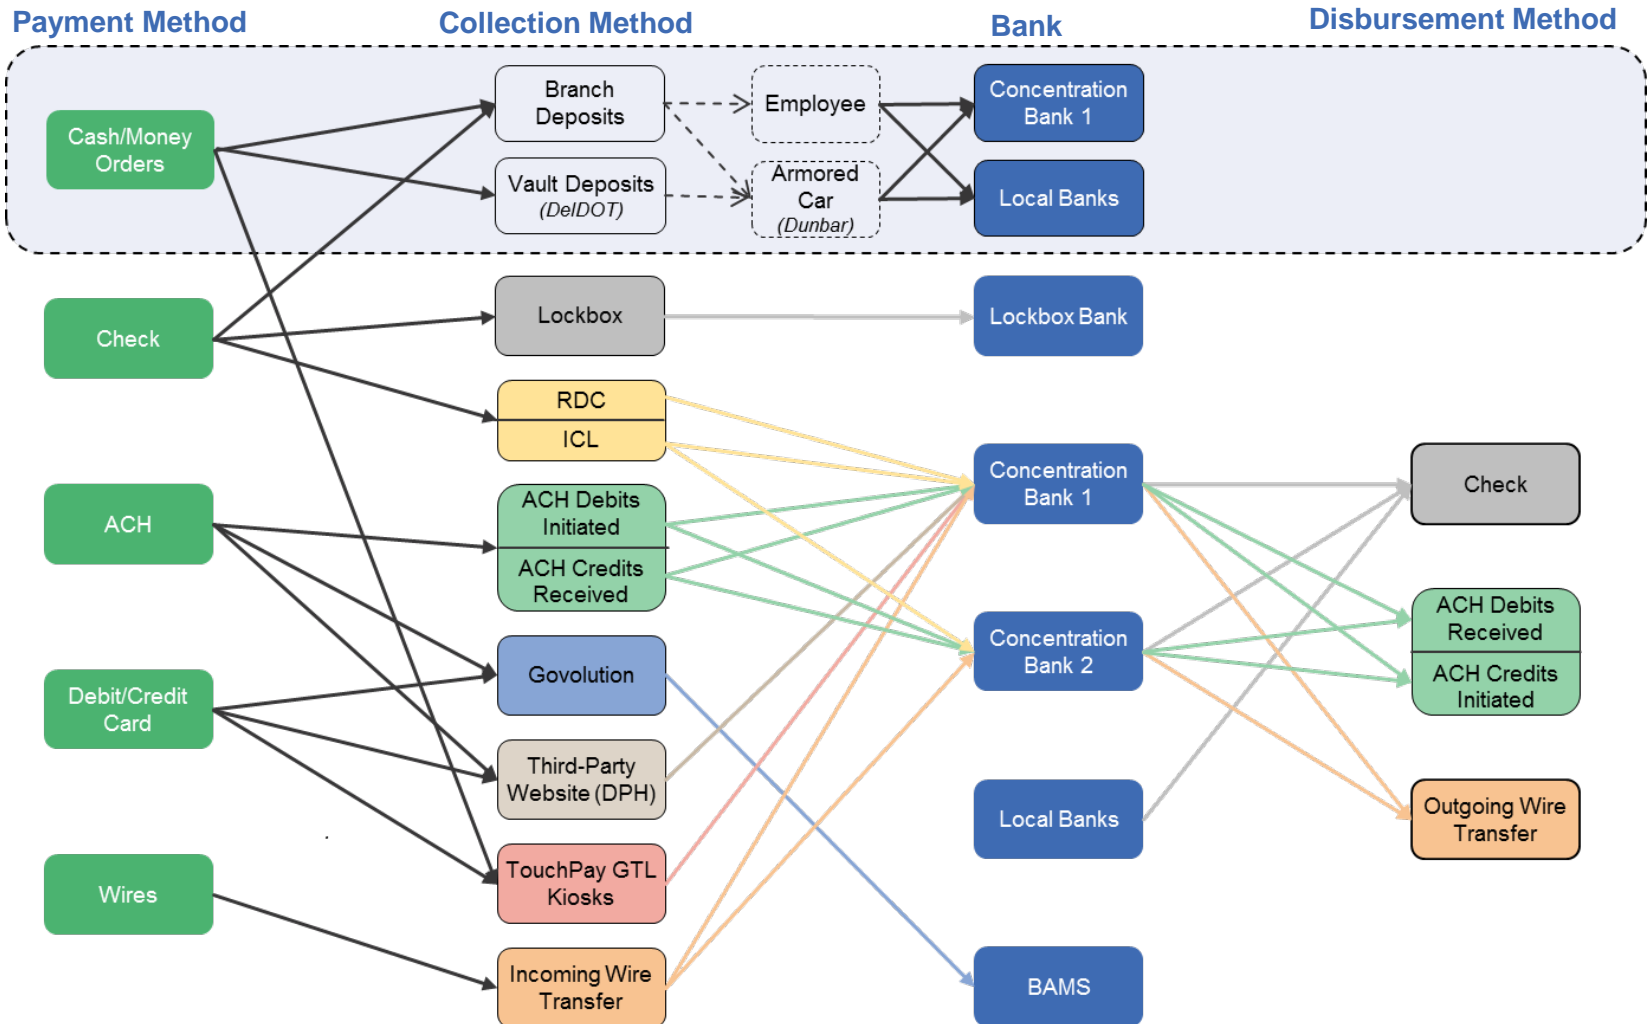 Payment Method
Collection Method
Bank
Disbursement Method
Cash/Money
Orders
Branch
Deposits
Employee
Concentration
Bank 1
Vault Deposits
(DelDOT)
Armored
Car
(Dunbar)
Local Banks
Check
Lockbox
Lockbox Bank
RDC
ICL
ACH
ACH Debits
Initiated
ACH Credits
Received
Concentration
Bank 1
Check
Debit/Credit
Card
Govolution
Concentration
Bank 2
ACH Debits
Received
ACH Credits
Initiated
Third-Party
Website (DPH)
Local Banks
Outgoing Wire
Transfer
Wires
TouchPay GTL
Kiosks
Incoming Wire
Transfer
BAMS